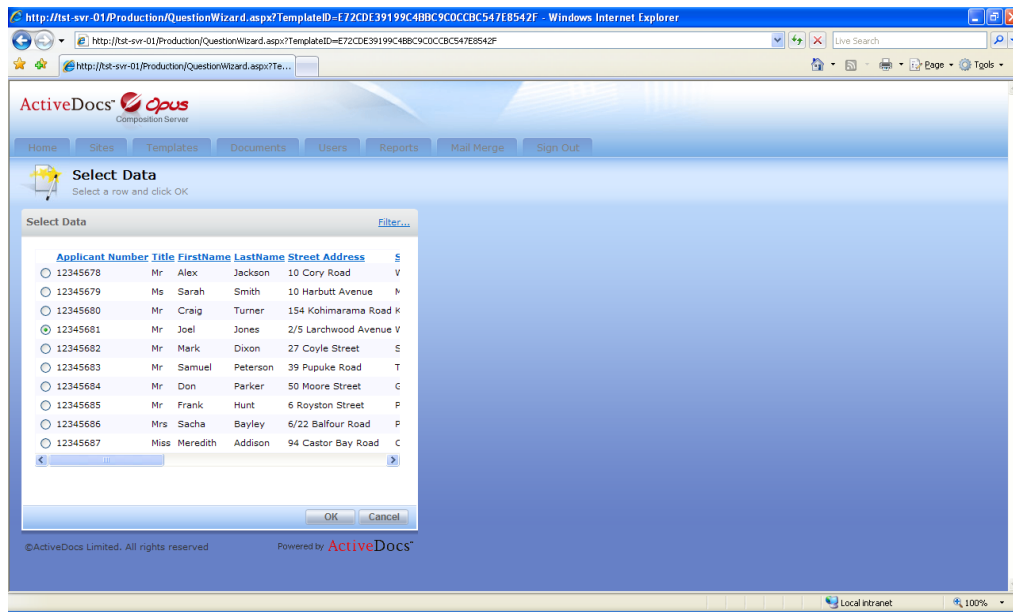 http://tst-svr-01/Production/QuestionWizard.aspx?TemplateID=E72CDE39199C4BBC9C0CCBC547E8542F - Windows Internet Explorer
http://tst-svr-01/Production/QuestionWizard.aspx?TemplateID=E72CDE39199C4BBC9C0CCBC547E8542F Live Search
http://tst-svr-01/Production/QuestionWizard.aspx?Te... Page Tools
ActiveDocs Opus
Composition Server
Home Sites Templates Documents Users Reports Mail Merge Sign Out
Select Data
Select a row and click OK
Select Data Filter...
Applicant Number Title FirstName LastName Street Address S
12345678 Mr Alex Jackson 10 Cory Road
12345679 Ms Sarah Smith 10 Harbutt Avenue
12345680 Mr Craig Turner 154 Kohimarama Road K
12345681 Mr Joel Jones 2/5 Larchwood Avenue
12345682 Mr Mark Dixon 27 Coyle Street S
12345683 Mr Samuel Peterson 39 Pupuke Road T
12345684 Mr Don Parker 50 Moore Street G
12345685 Mr Frank Hunt 6 Royston Street P
12345686 Mrs Sacha Bayley 6/22 Balfour Road P
12345687 Miss Meredith Addison 94 Castor Bay Road C
OK Cancel
©ActiveDocs Limited. All rights reserved Powered by ActiveDocs
Local intranet 100%